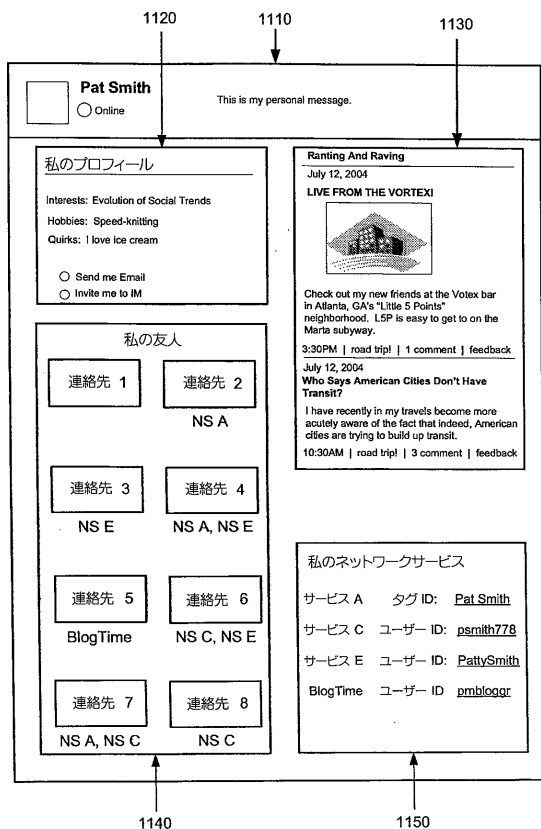 1120
1110
1130
Pat Smith
Online
This is my personal message.
私のプロフィール
Interests: Evolution of Social Trends
Hobbies: Speed-knitting
Quirks: I love ice cream
Send me Email
Invite me to IM
Ranting And Raving
July 12, 2004
LIVE FROM THE VORTEX!
Check out my new friends at the Votex bar
in Atlanta, GA's "Little 5 Points"
neighborhood. L5P is easy to get to on the
Marta subyway.
3:30PM | road trip! | 1 comment | feedback
July 12, 2004
Who Says American Cities Don't Have
Transit?
I have recently in my travels become more
acutely aware of the fact that indeed, American
cities are trying to build up transit.
10:30AM | road trip! | 3 comment | feedback
私の友人
連絡先 1
連絡先 2
NS A
連絡先 3
連絡先 4
NS E
NS A, NS E
連絡先 5
連絡先 6
BlogTime
NS C, NS E
連絡先 7
連絡先 8
NS A, NS C
NS C
私のネットワークサービス
サービス A タグ ID: Pat Smith
サービス C ユーザー ID: psmith778
サービス E ユーザー ID: PattySmith
BlogTime ユーザー ID pmbloggr
1140
1150